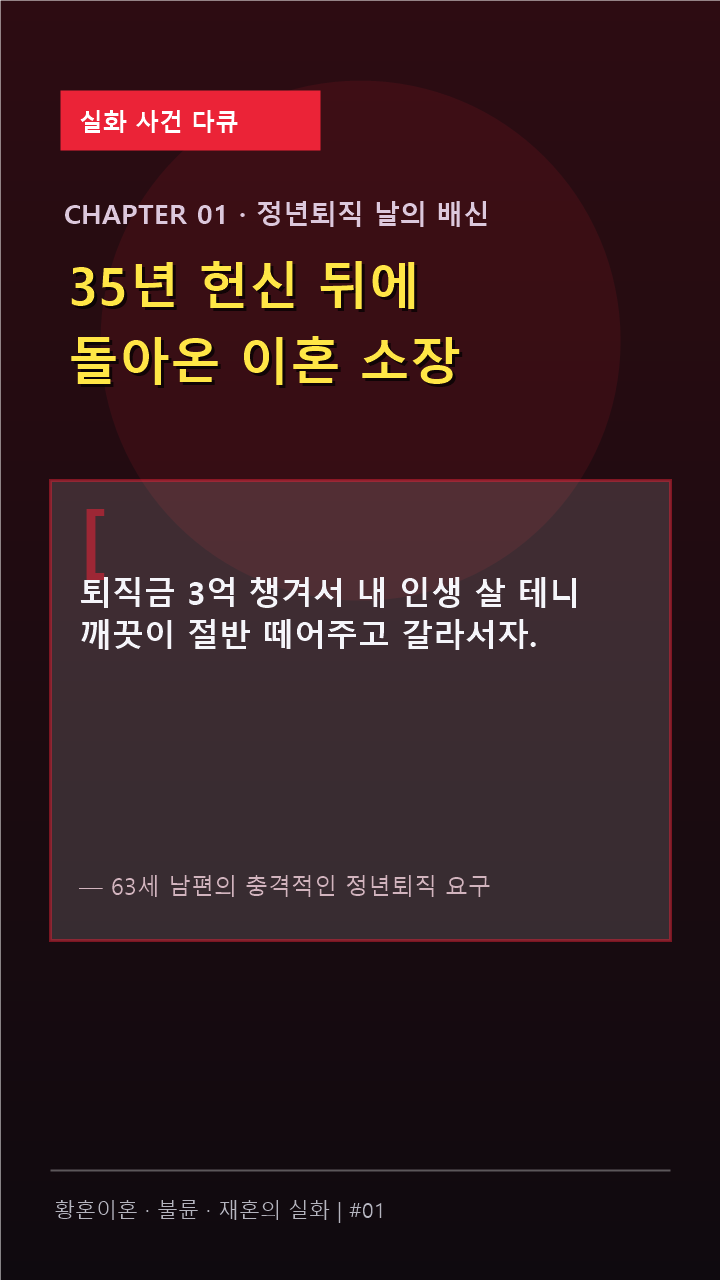 실화 사건 다큐
CHAPTER 01 · 정년퇴직 날의 배신
35년 헌신 뒤에
돌아온 이혼 소장
[
퇴직금 3억 챙겨서 내 인생 살 테니
깨끗이 절반 떼어주고 갈라서자.
— 63세 남편의 충격적인 정년퇴직 요구
황혼이혼 · 불륜 · 재혼의 실화 | #01